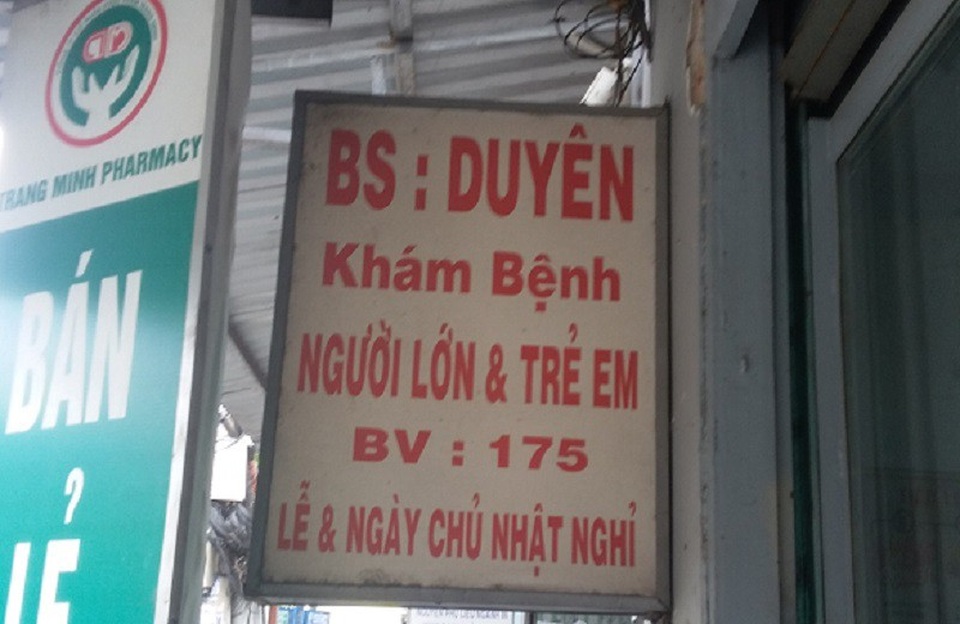 TRANG MINH PHARMACY
BÁN
LẺ
BS : DUYÊN
Khám Bệnh
NGƯỜI LỚN & TRẺ EM
BV : 175
LỄ & NGÀY CHỦ NHẬT NGHỈ